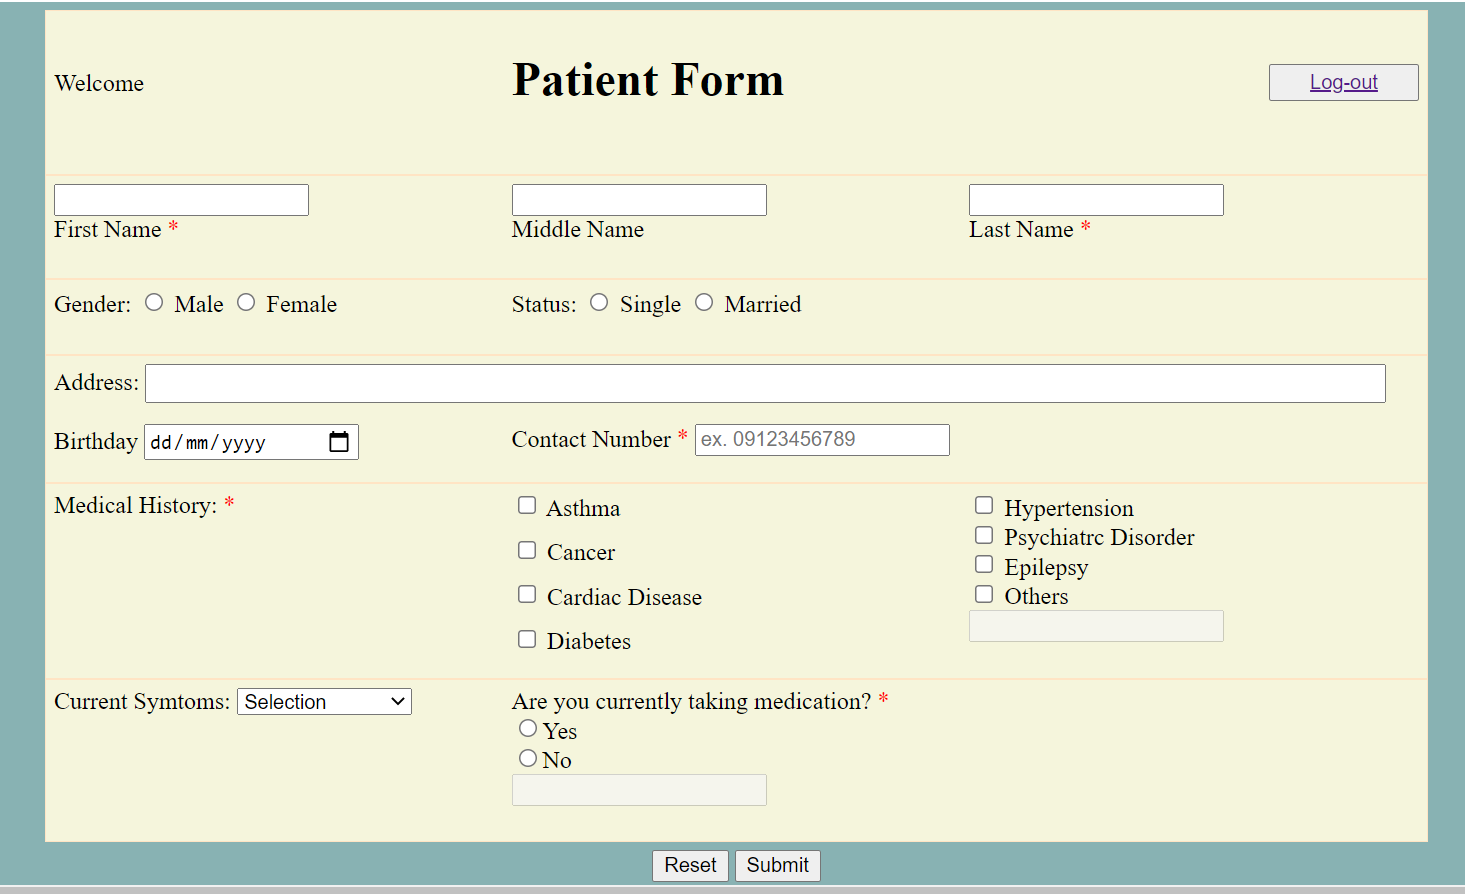 Welcome
Patient Form
Log-out
First Name *
Middle Name
Last Name *
Gender: Male Female
Status: Single Married
Address:
Birthday dd/mm/yyyy
Contact Number * ex. 09123456789
Medical History: *
Asthma
Cancer
Cardiac Disease
Diabetes
Hypertension
Psychiatrc Disorder
Epilepsy
Others
Current Symtoms: Selection
Are you currently taking medication? *
Yes
No
Reset Submit